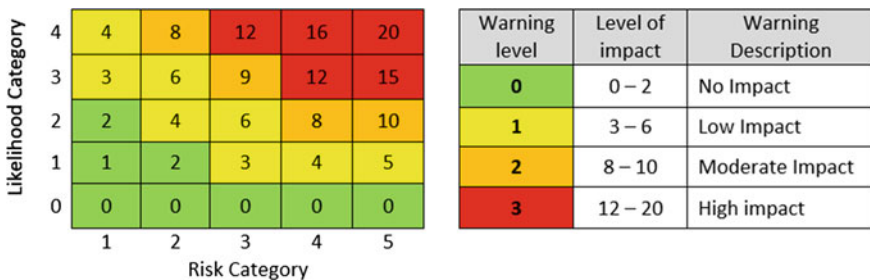 Likelihood Category
4 4 8 12 16 20
3 3 6 9 12 15
2 2 4 6 8 10
1 1 2 3 4 5
0 0 0 0 0 0
1 2 3 4 5
Risk Category
Warning level Level of impact Warning Description
0 0 – 2 No Impact
1 3 – 6 Low Impact
2 8 – 10 Moderate Impact
3 12 – 20 High impact